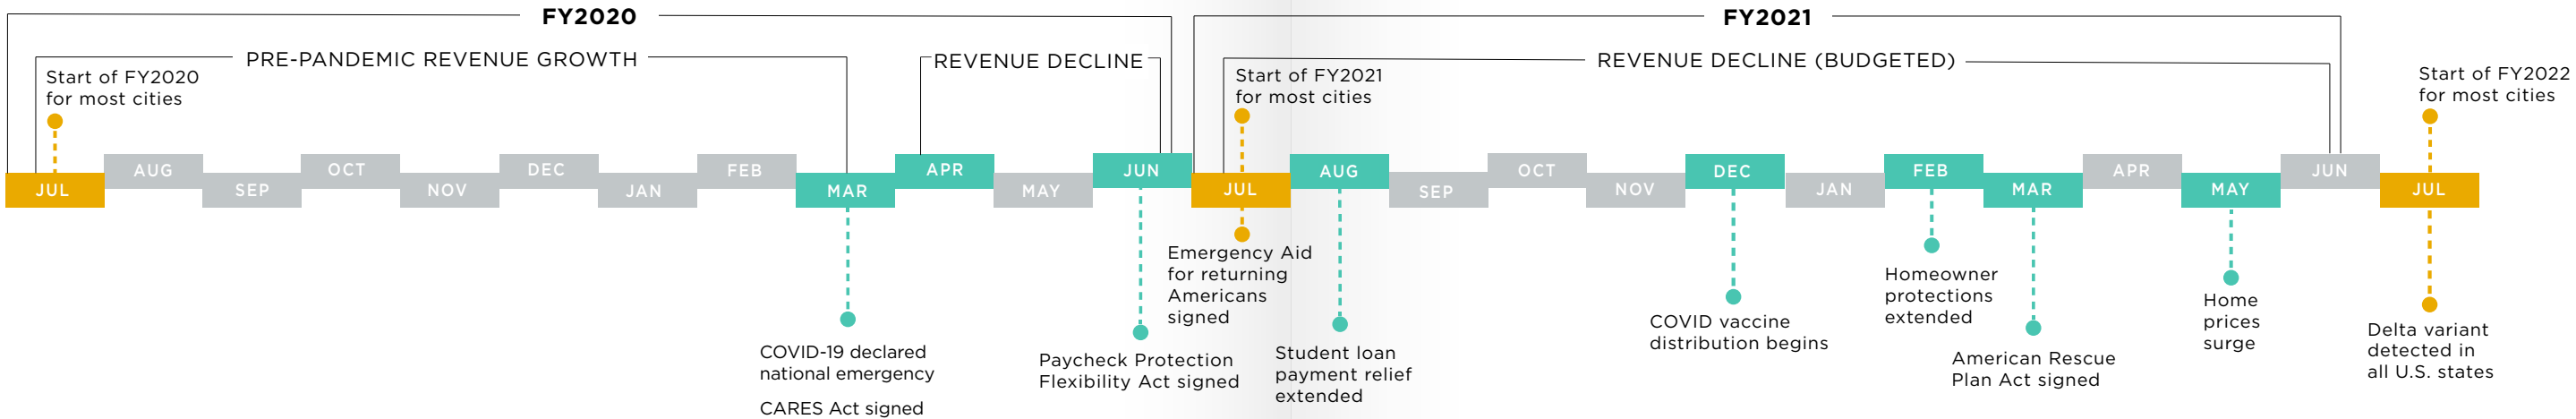 FY2020
FY2021
PRE-PANDEMIC REVENUE GROWTH
REVENUE DECLINE
REVENUE DECLINE (BUDGETED)
Start of FY2020
for most cities
Start of FY2021
for most cities
Start of FY2022
for most cities
JUL
AUG
SEP
OCT
NOV
DEC
JAN
FEB
MAR
APR
MAY
JUN
JUL
AUG
SEP
OCT
NOV
DEC
JAN
FEB
MAR
APR
MAY
JUN
JUL
COVID-19 declared
national emergency
CARES Act signed
Paycheck Protection
Flexibility Act signed
Emergency Aid
for returning
Americans
signed
Student loan
payment relief
extended
COVID vaccine
distribution begins
Homeowner
protections
extended
American Rescue
Plan Act signed
Home
prices
surge
Delta variant
detected in
all U.S. states